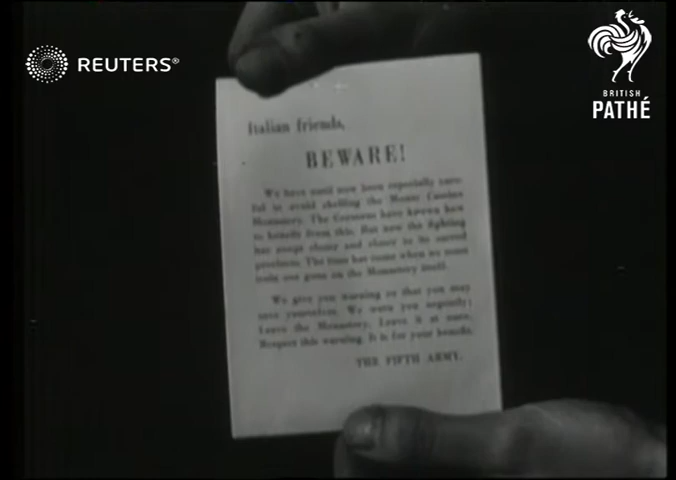 REUTERS®
BRITISH
PATHÉ
Italian friends,
BEWARE!
We have until now been especially care-
ful to avoid shelling the Monte Cassino
Monastery. The Germans have known how
to benefit from this. But now the fighting
has swept closer and closer to its sacred
precincts. The time has come when we must
train our guns on the Monastery itself.
We give you warning so that you may
save yourselves. We warn you urgently:
Leave the Monastery. Leave it at once.
Respect this warning. It is for your benefit.
THE FIFTH ARMY.